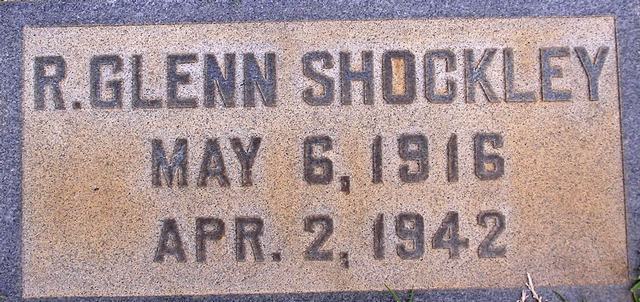 R. GLENN SHOCKLEY
MAY 6, 1916
APR. 2, 1942